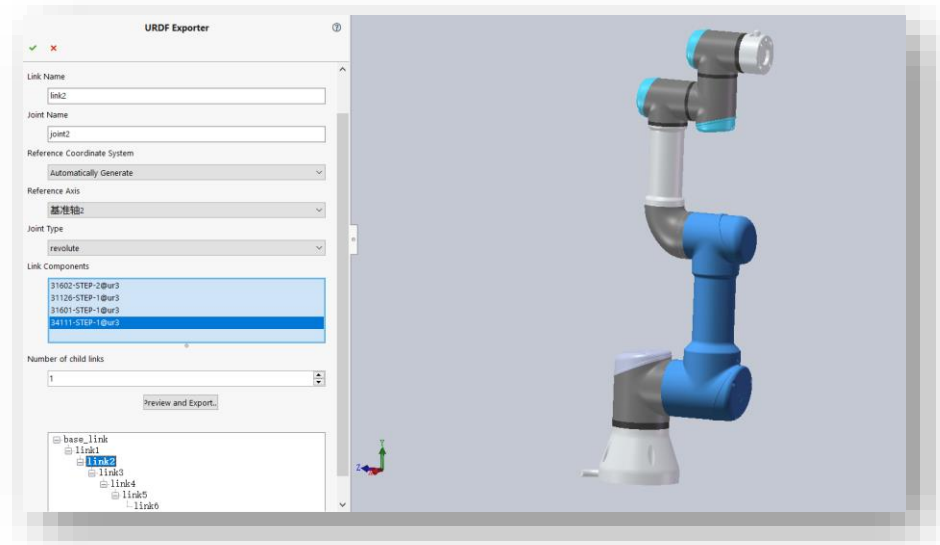 URDF Exporter
Link Name
link2
Joint Name
joint2
Reference Coordinate System
Automatically Generate
Reference Axis
基准轴2
Joint Type
revolute
Link Components
31602-STEP-2@ur3
31126-STEP-1@ur3
31601-STEP-1@ur3
34111-STEP-1@ur3
Number of child links
1
Preview and Export..
base_link
link1
link2
link3
link4
link5
link6
Y
Z